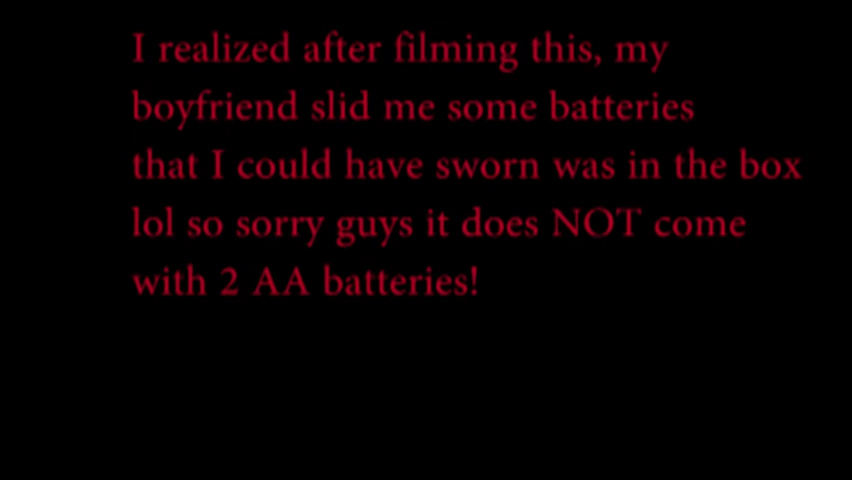 I realized after filming this, my
boyfriend slid me some batteries
that I could have sworn was in the box
lol so sorry guys it does NOT come
with 2 AA batteries!